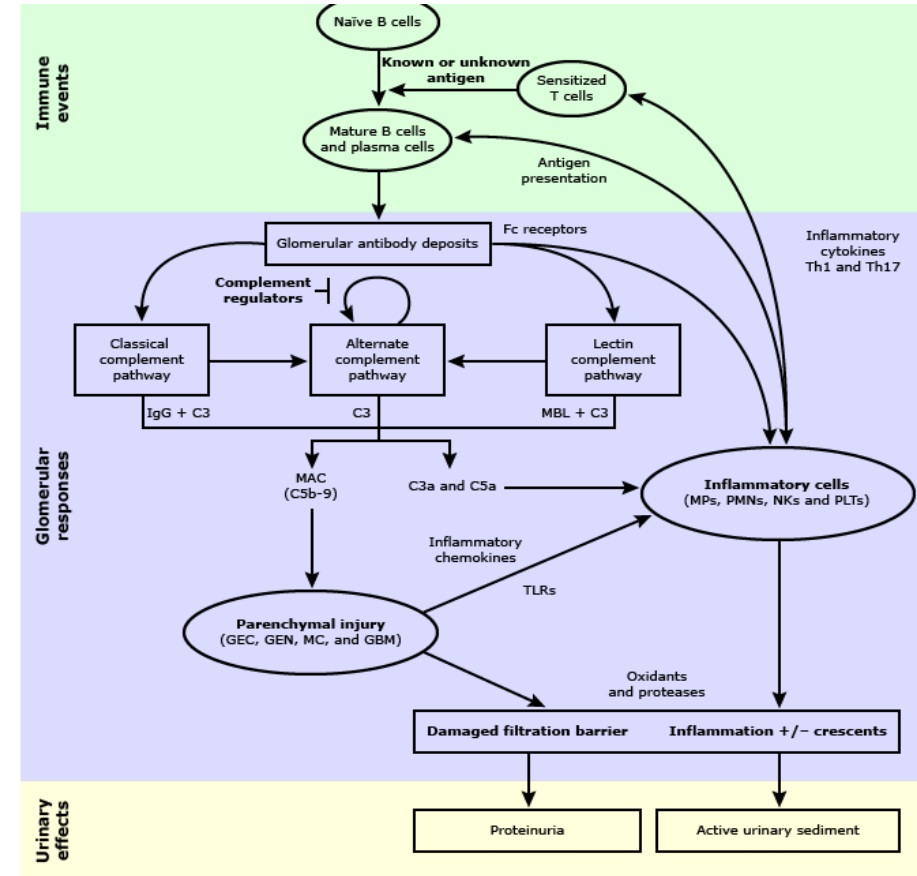 Immune
events
Naïve B cells
Known or unknown
antigen
Sensitized
T cells
Mature B cells
and plasma cells
Antigen
presentation
Glomerular
responses
Glomerular antibody deposits
Fc receptors
Inflammatory
cytokines
Th1 and Th17
Complement
regulators
Classical
complement
pathway
Alternate
complement
pathway
Lectin
complement
pathway
IgG + C3
C3
MBL + C3
MAC
(C5b-9)
C3a and C5a
Inflammatory cells
(MPs, PMNs, NKs and PLTs)
Inflammatory
chemokines
TLRs
Parenchymal injury
(GEC, GEN, MC, and GBM)
Oxidants
and proteases
Damaged filtration barrier
Inflammation +/− crescents
Urinary
effects
Proteinuria
Active urinary sediment